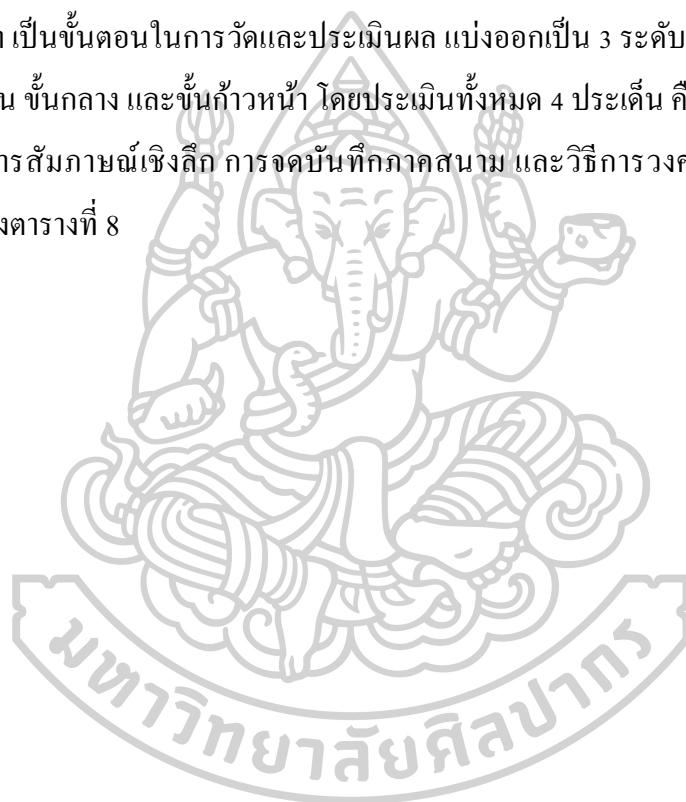 เป็นขั้นตอนในการวัดและประเมินผล แบ่งออกเป็น 3 ระดับ
ขั้นกลาง และขั้นก้าวหน้า โดยประเมินทั้งหมด 4 ประเด็น
ารสัมภาษณ์เชิงลึก การจดบันทึกภาคสนาม และวิธีการวงค
งตารางที่ 8
มหาวิทยาลัยศิลปากร